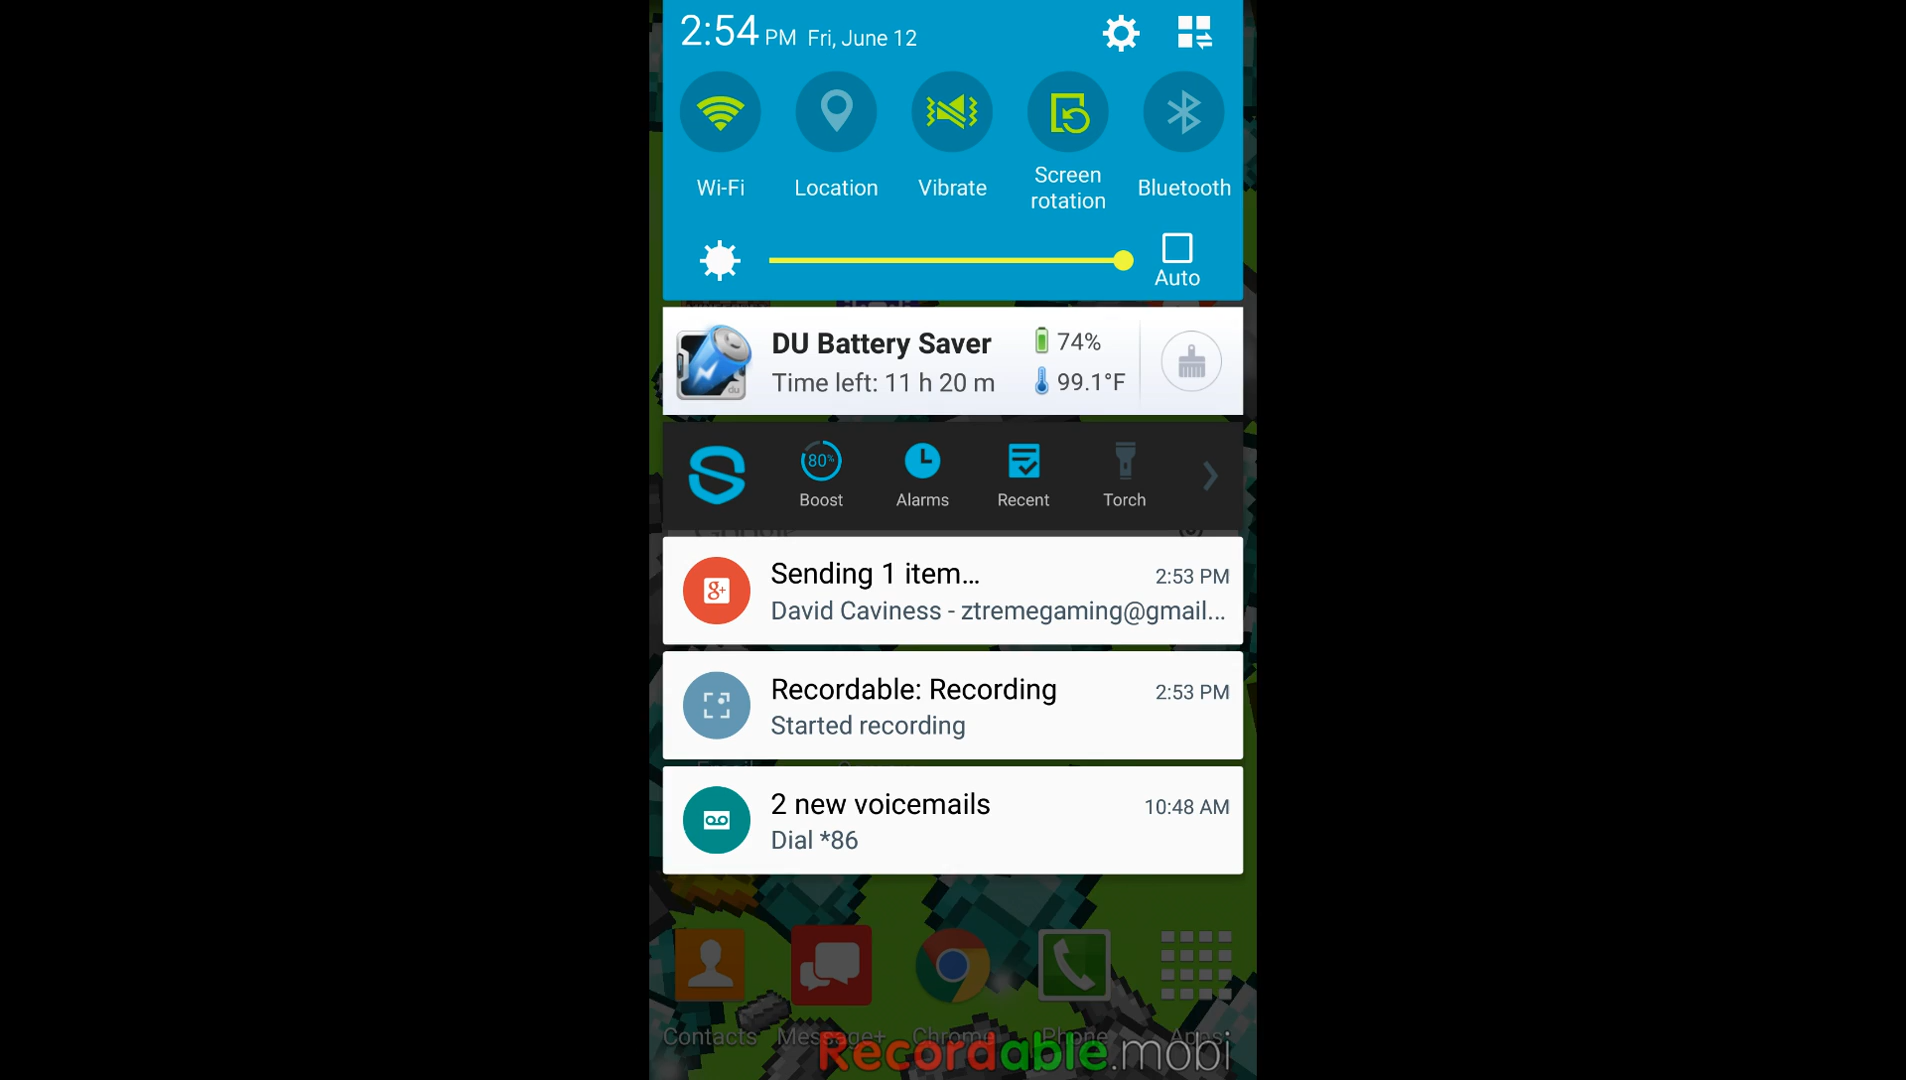 2:54 PM Fri, June 12
Wi-Fi
Location
Vibrate
Screen
rotation
Bluetooth
Auto
DU Battery Saver
74%
Time left: 11 h 20 m
99.1°F
du
80%
Boost
Alarms
Recent
Torch
Sending 1 item...
2:53 PM
David Caviness - ztremegaming@gmail...
g+
Recordable: Recording
2:53 PM
Started recording
2 new voicemails
10:48 AM
Dial *86
Contacts
Message+
Chrome
Phone
Apps
Recordable.mobi